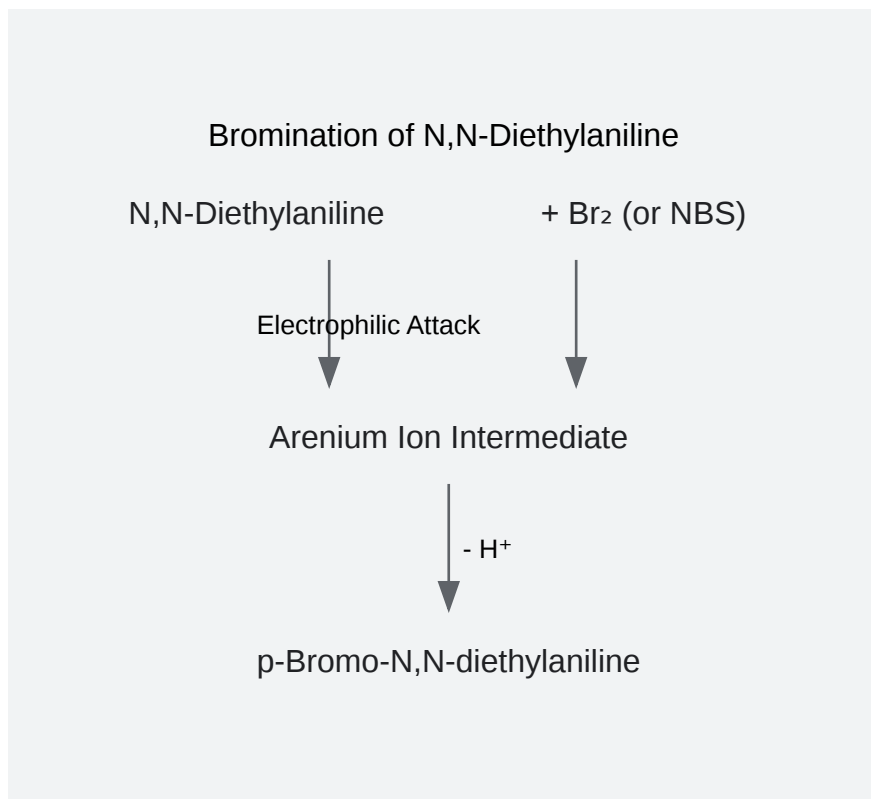 Bromination of N,N-Diethylaniline
N,N-Diethylaniline + Br₂ (or NBS)
Electrophilic Attack
Arenium Ion Intermediate
- H⁺
p-Bromo-N,N-diethylaniline